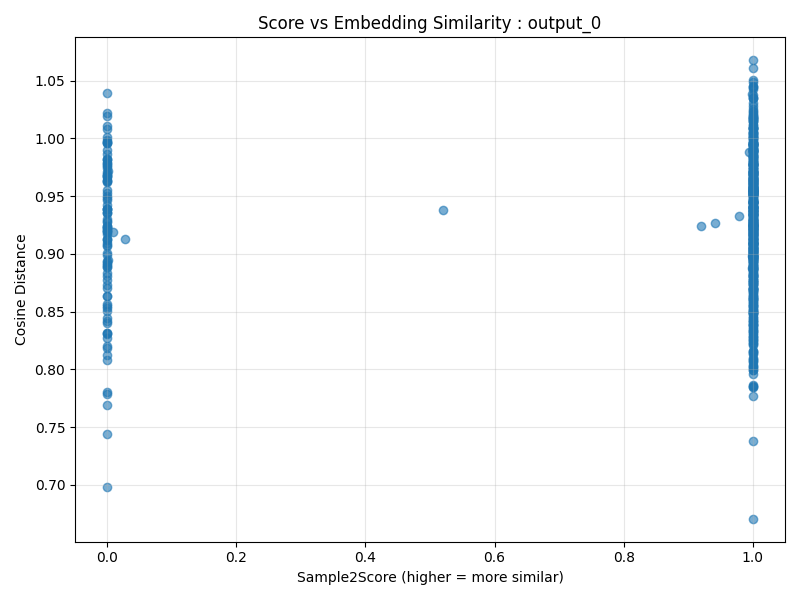 Score vs Embedding Similarity : output_0
Cosine Distance
1.05
1.00
0.95
0.90
0.85
0.80
0.75
0.70
0.0 0.2 0.4 0.6 0.8 1.0
Sample2Score (higher = more similar)